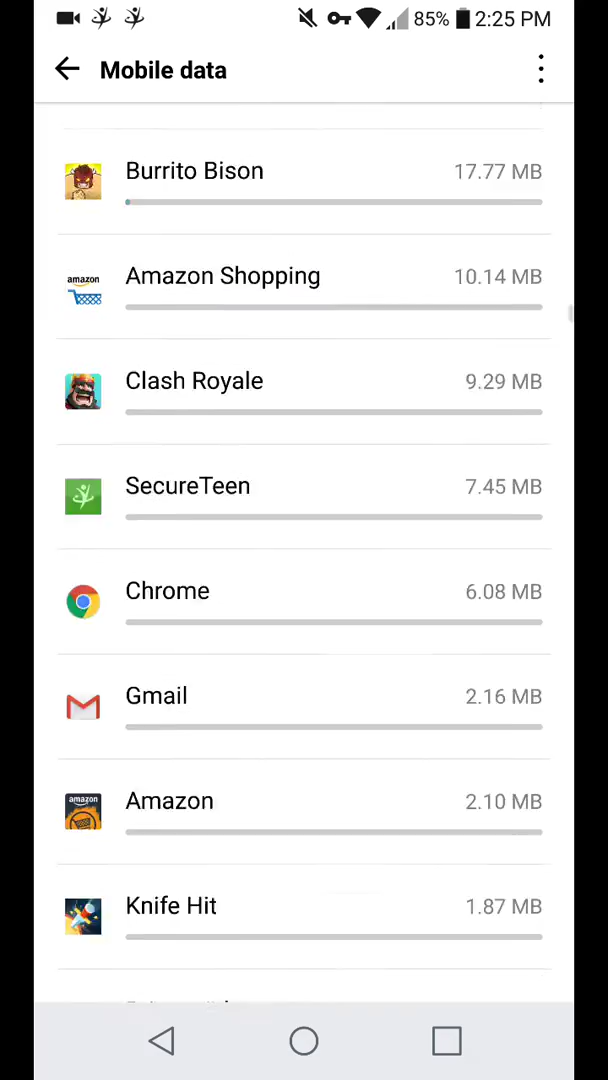 85% 2:25 PM
Mobile data
Burrito Bison 17.77 MB
amazon
Amazon Shopping 10.14 MB
Clash Royale 9.29 MB
SecureTeen 7.45 MB
Chrome 6.08 MB
Gmail 2.16 MB
amazon
Amazon 2.10 MB
Knife Hit 1.87 MB